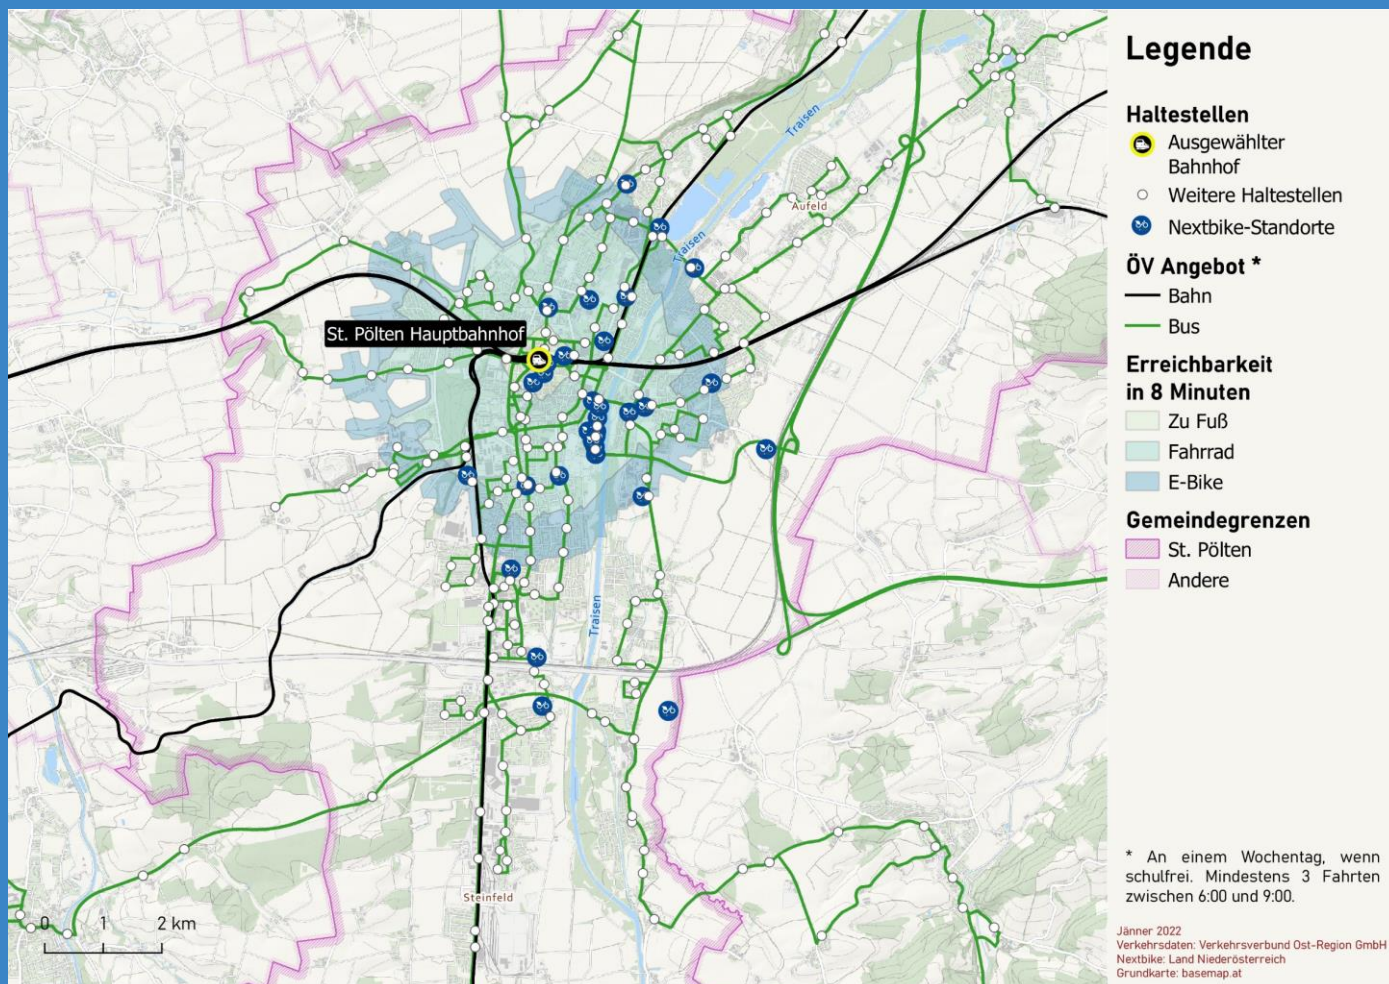 Traisen
Aufeld
Traisen
St. Pölten Hauptbahnhof
Traisen
Steinfeld
0 1 2 km
Legende
Haltestellen
Ausgewählter
Bahnhof
Weitere Haltestellen
Nextbike-Standorte
ÖV Angebot *
Bahn
Bus
Erreichbarkeit
in 8 Minuten
Zu Fuß
Fahrrad
E-Bike
Gemeindegrenzen
St. Pölten
Andere
* An einem Wochentag, wenn
schulfrei. Mindestens 3 Fahrten
zwischen 6:00 und 9:00.
Jänner 2022
Verkehrsdaten: Verkehrsverbund Ost-Region GmbH
Nextbike: Land Niederösterreich
Grundkarte: basemap.at